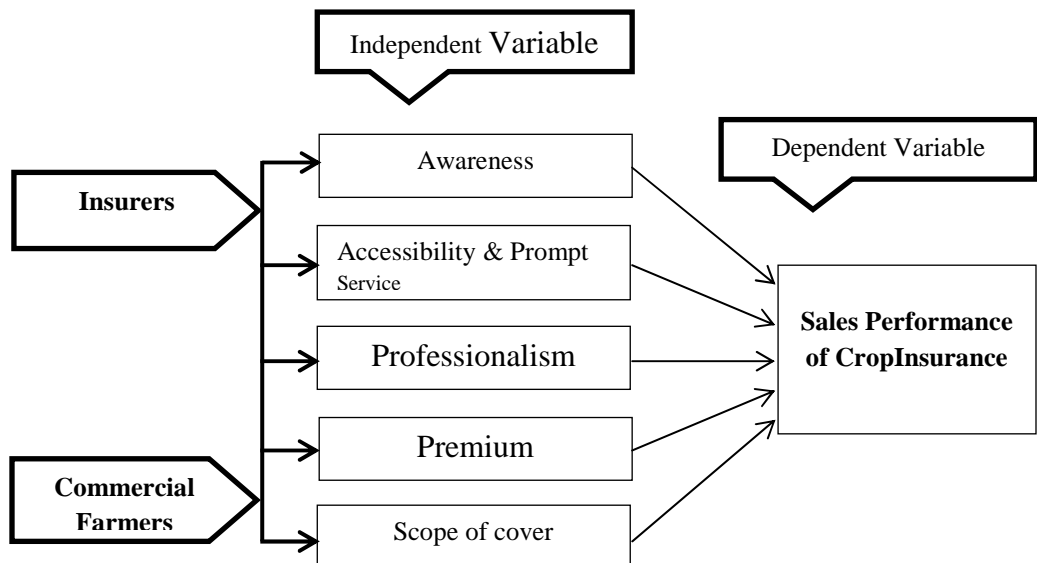 Independent Variable
Dependent Variable
Insurers
Awareness
Accessibility & Prompt
Service
Professionalism
Sales Performance
of CropInsurance
Premium
Commercial
Farmers
Scope of cover